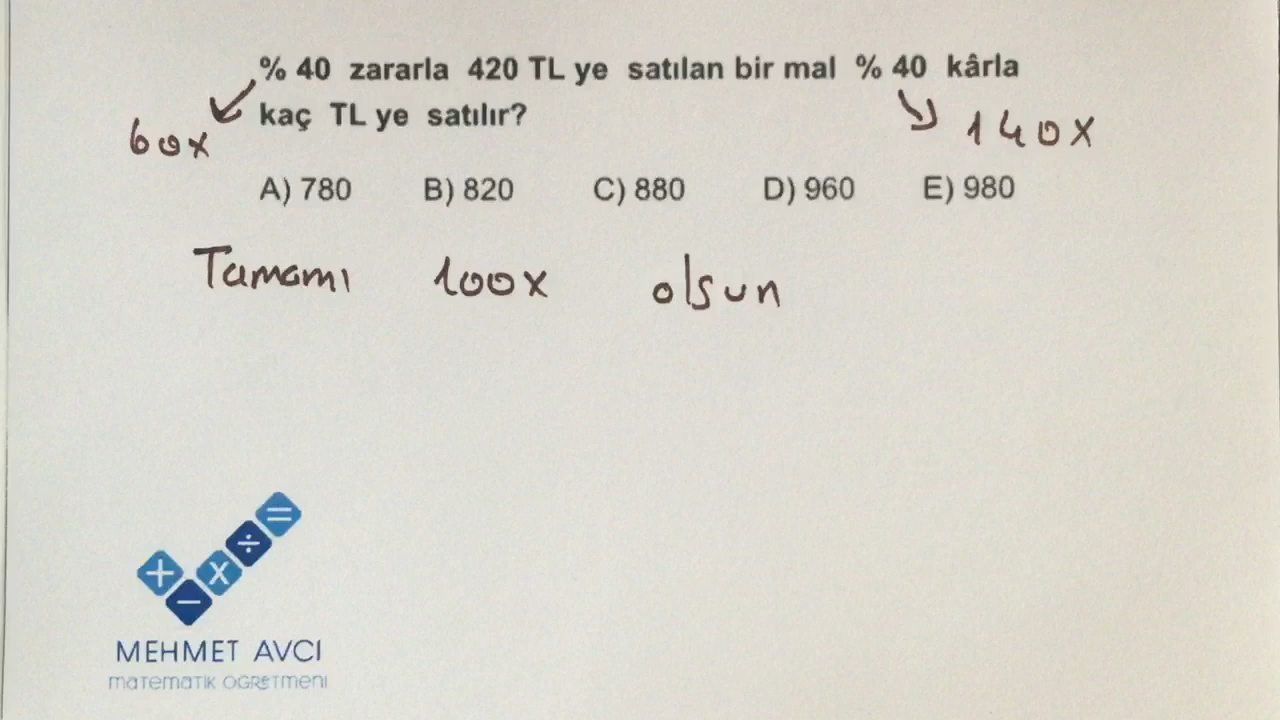 % 40 zararla 420 TL ye satılan bir mal % 40 kârla
kaç TL ye satılır?
60x
140x
A) 780 B) 820 C) 880 D) 960 E) 980
Tamamı 100x olsun
+ - x ÷ =
MEHMET AVCI
matematik öğretmeni